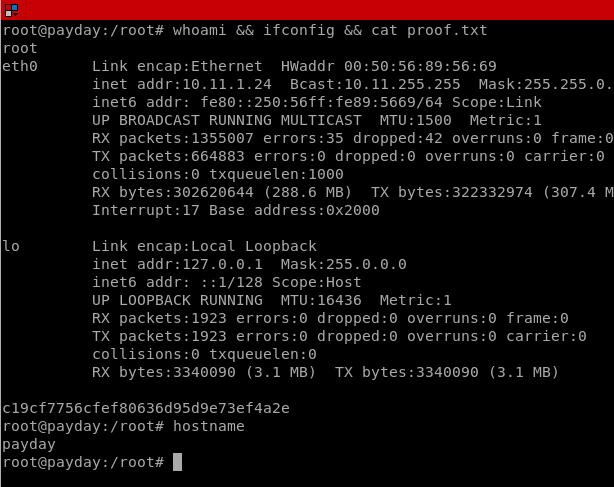 root@payday:/root# whoami && ifconfig && cat proof.txt
root
eth0      Link encap:Ethernet  HWaddr 00:50:56:89:56:69
          inet addr:10.11.1.24  Bcast:10.11.255.255  Mask:255.255.0.
          inet6 addr: fe80::250:56ff:fe89:5669/64 Scope:Link
          UP BROADCAST RUNNING MULTICAST  MTU:1500  Metric:1
          RX packets:1355007 errors:35 dropped:42 overruns:0 frame:0
          TX packets:664883 errors:0 dropped:0 overruns:0 carrier:0
          collisions:0 txqueuelen:1000
          RX bytes:302620644 (288.6 MB)  TX bytes:322332974 (307.4 M
          Interrupt:17 Base address:0x2000
lo        Link encap:Local Loopback
          inet addr:127.0.0.1  Mask:255.0.0.0
          inet6 addr: ::1/128 Scope:Host
          UP LOOPBACK RUNNING  MTU:16436  Metric:1
          RX packets:1923 errors:0 dropped:0 overruns:0 frame:0
          TX packets:1923 errors:0 dropped:0 overruns:0 carrier:0
          collisions:0 txqueuelen:0
          RX bytes:3340090 (3.1 MB)  TX bytes:3340090 (3.1 MB)
c19cf7756cfef80636d95d9e73ef4a2e
root@payday:/root# hostname
payday
root@payday:/root#